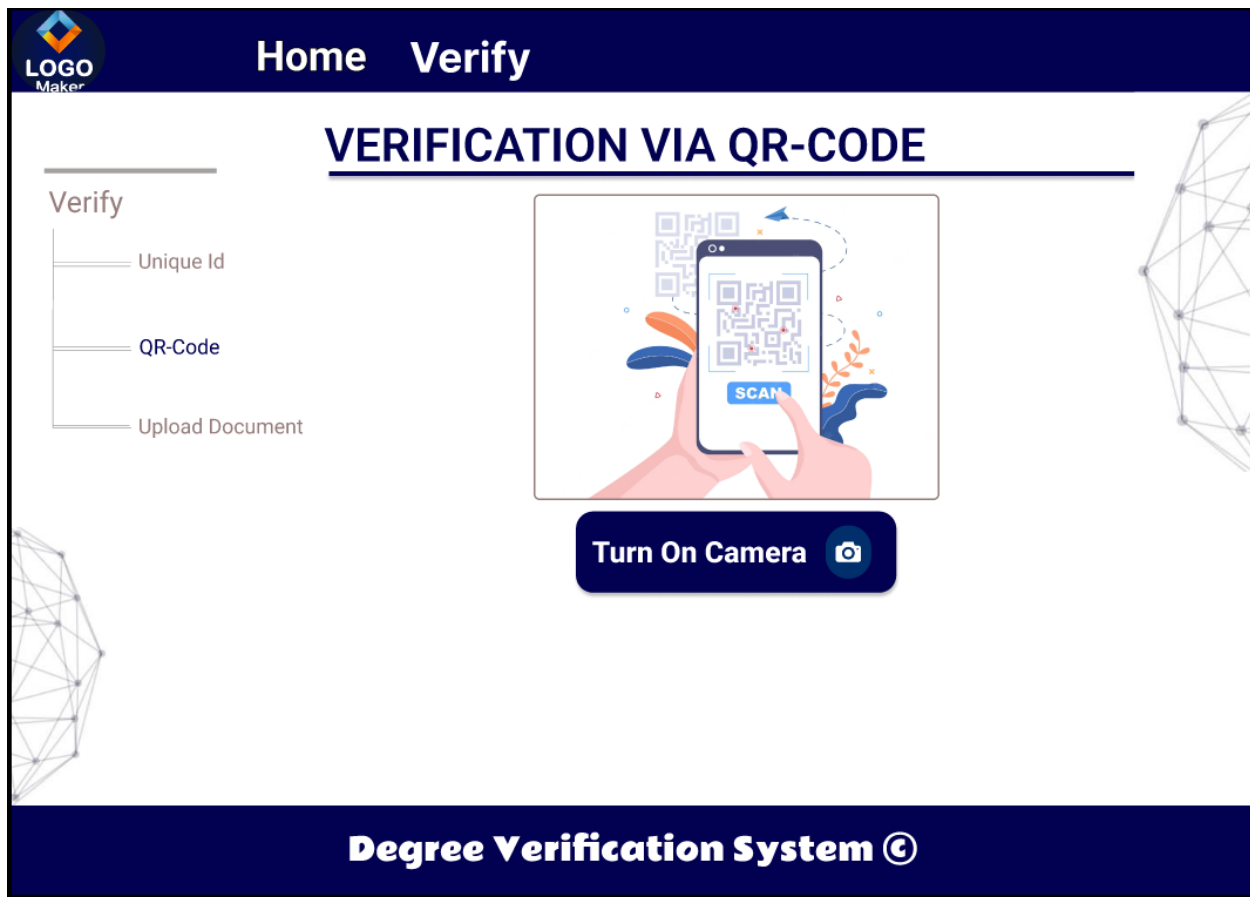 LOGO
Maker
Home Verify
VERIFICATION VIA QR-CODE
Verify
Unique Id
QR-Code
Upload Document
SCAN
Turn On Camera
Degree Verification System ©